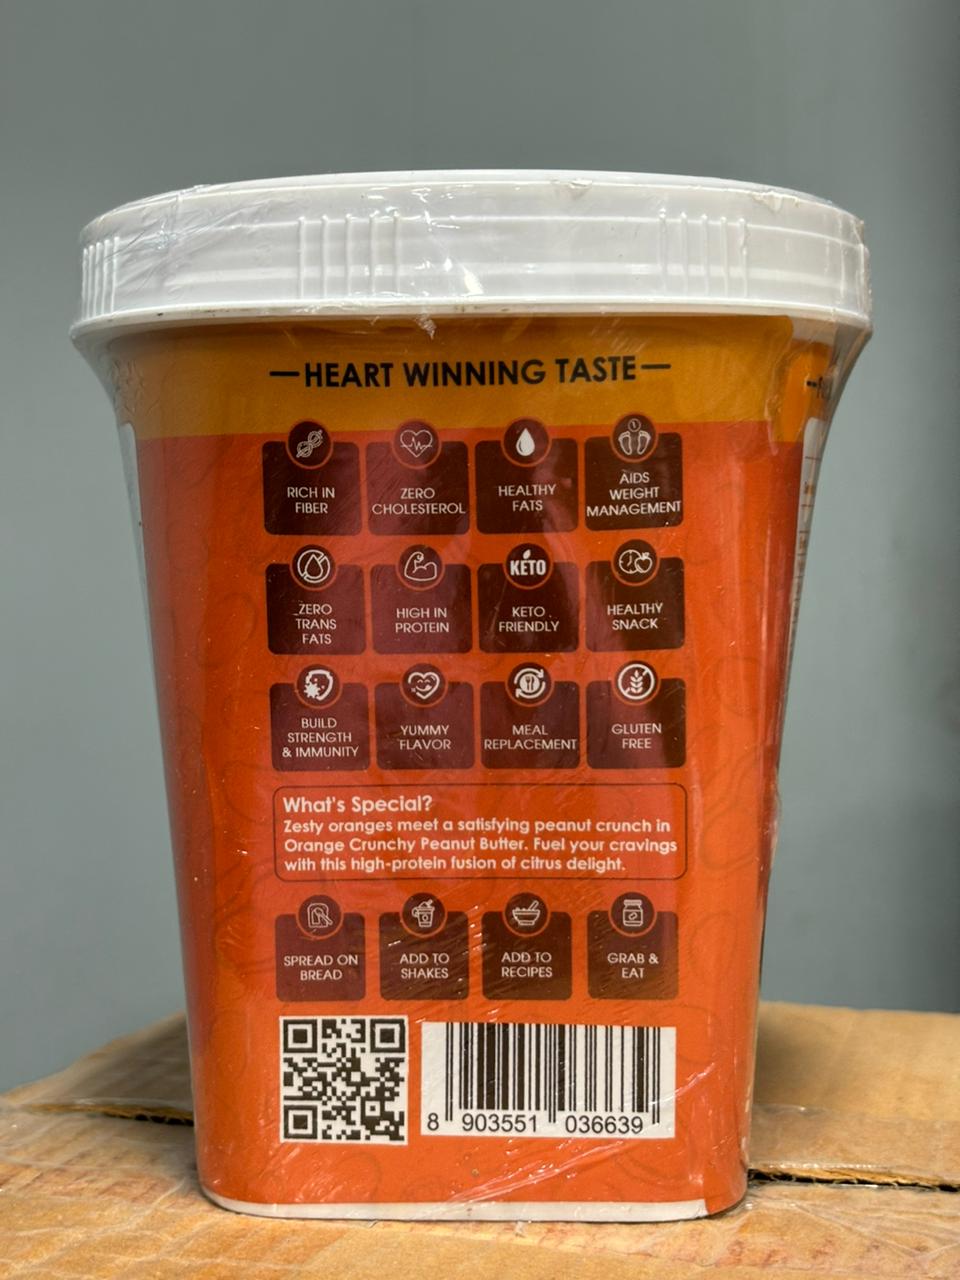 HEART WINNING TASTE
RICH IN
FIBER
ZERO
CHOLESTEROL
HEALTHY
FATS
AIDS
WEIGHT
MANAGEMENT
ZERO
TRANS
FATS
HIGH IN
PROTEIN
KETO
KETO
FRIENDLY
HEALTHY
SNACK
BUILD
STRENGTH
& IMMUNITY
YUMMY
FLAVOR
MEAL
REPLACEMENT
GLUTEN
FREE
What's Special?
Zesty oranges meet a satisfying peanut crunch in
Orange Crunchy Peanut Butter. Fuel your cravings
with this high-protein fusion of citrus delight.
SPREAD ON
BREAD
ADD TO
SHAKES
ADD TO
RECIPES
GRAB &
EAT
8 903551 036639